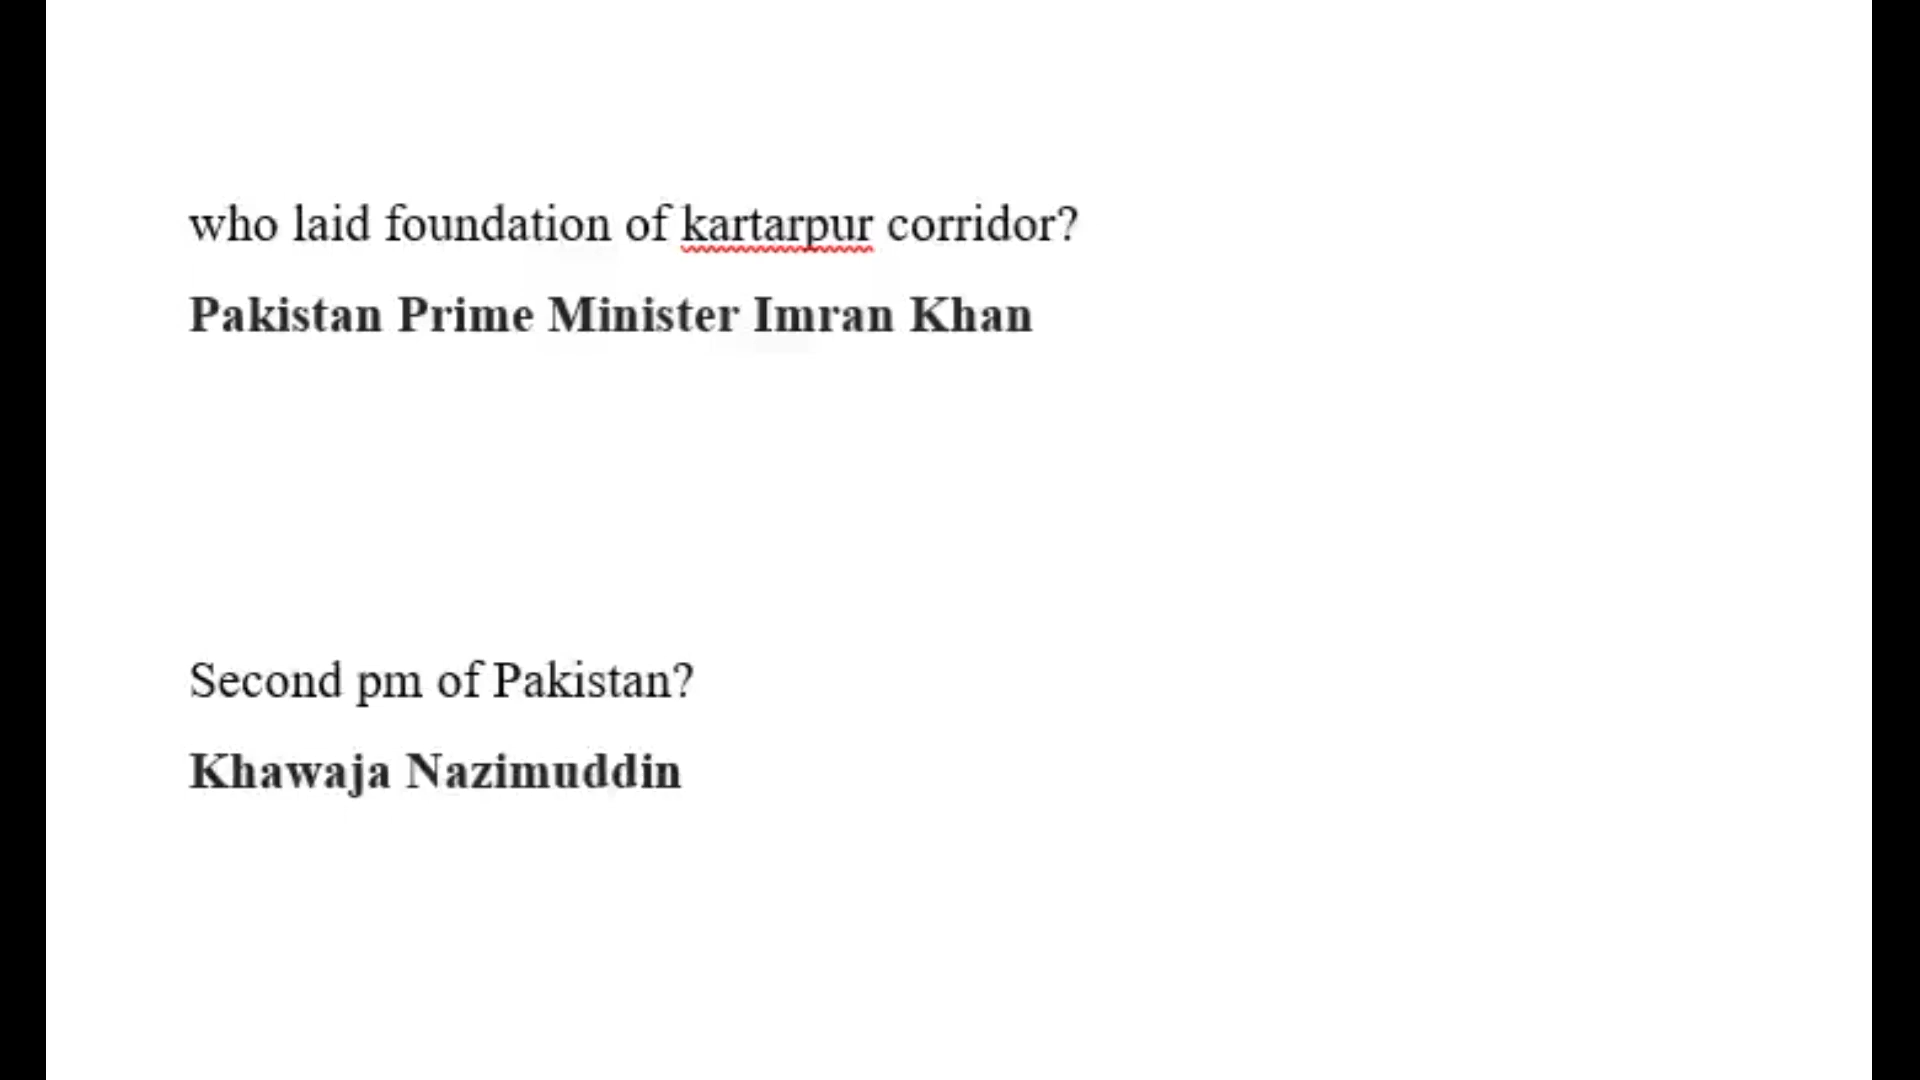 who laid foundation of kartarpur corridor?
Pakistan Prime Minister Imran Khan
Second pm of Pakistan?
Khawaja Nazimuddin